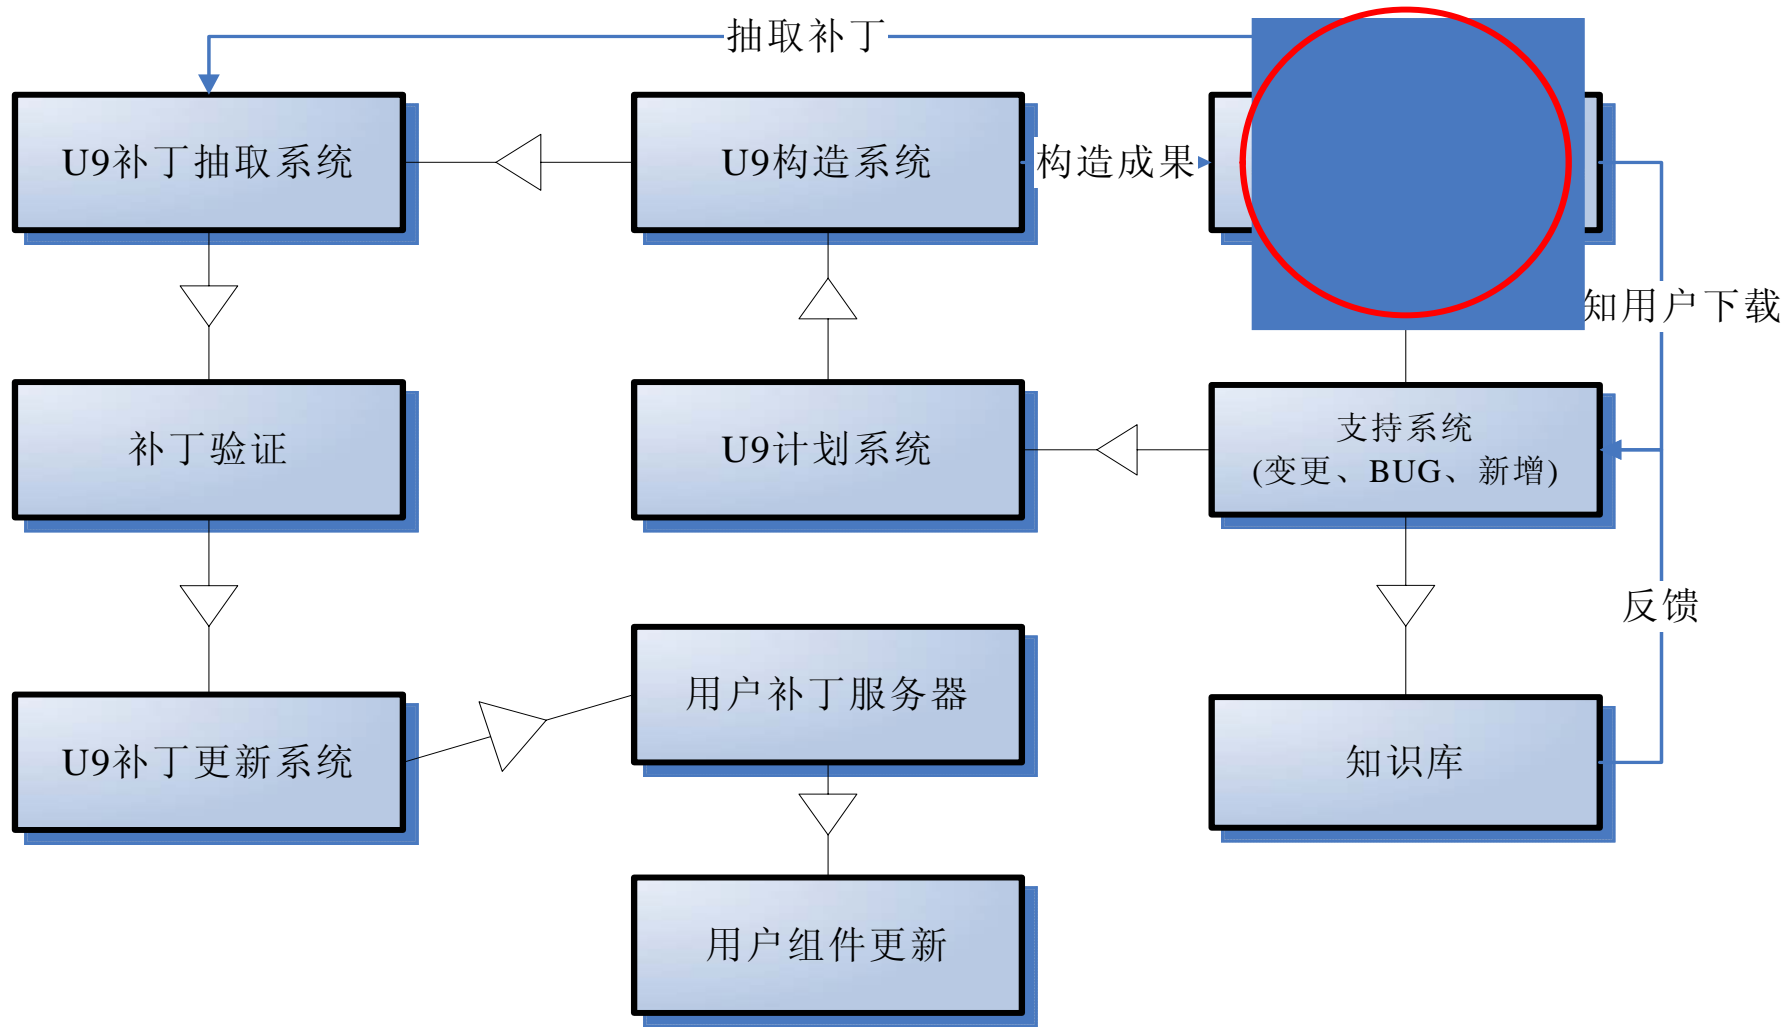 抽取补丁
U9补丁抽取系统
U9构造系统
构造成果
知用户下载
补丁验证
U9计划系统
支持系统
(变更、BUG、新增)
反馈
U9补丁更新系统
用户补丁服务器
知识库
用户组件更新